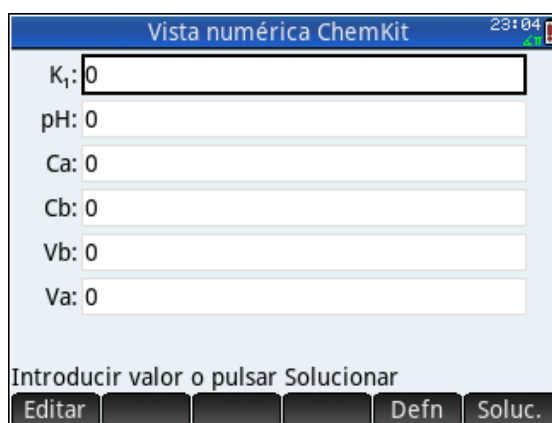 Vista numérica ChemKit 23:04
∡π
K₁: 0
pH: 0
Ca: 0
Cb: 0
Vb: 0
Va: 0
Introducir valor o pulsar Solucionar
Editar Defn Soluc.